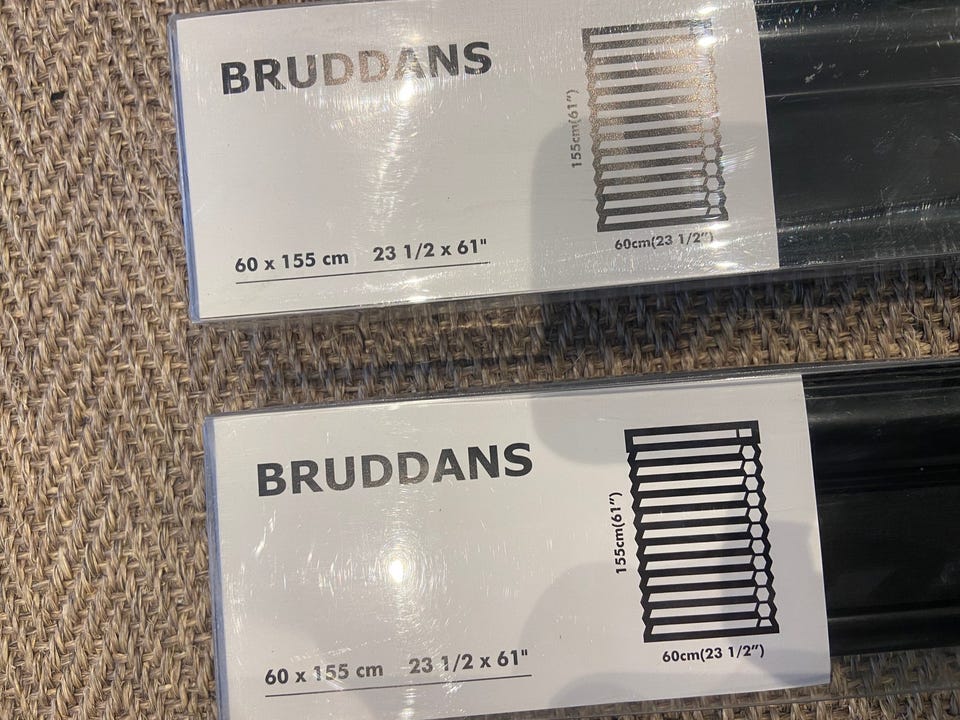 BRUDDANS
155cm(61”)
60 x 155 cm 23 1/2 x 61"
60cm(23 1/2”)
BRUDDANS
155cm(61”)
60 x 155 cm 23 1/2 x 61"
60cm(23 1/2”)